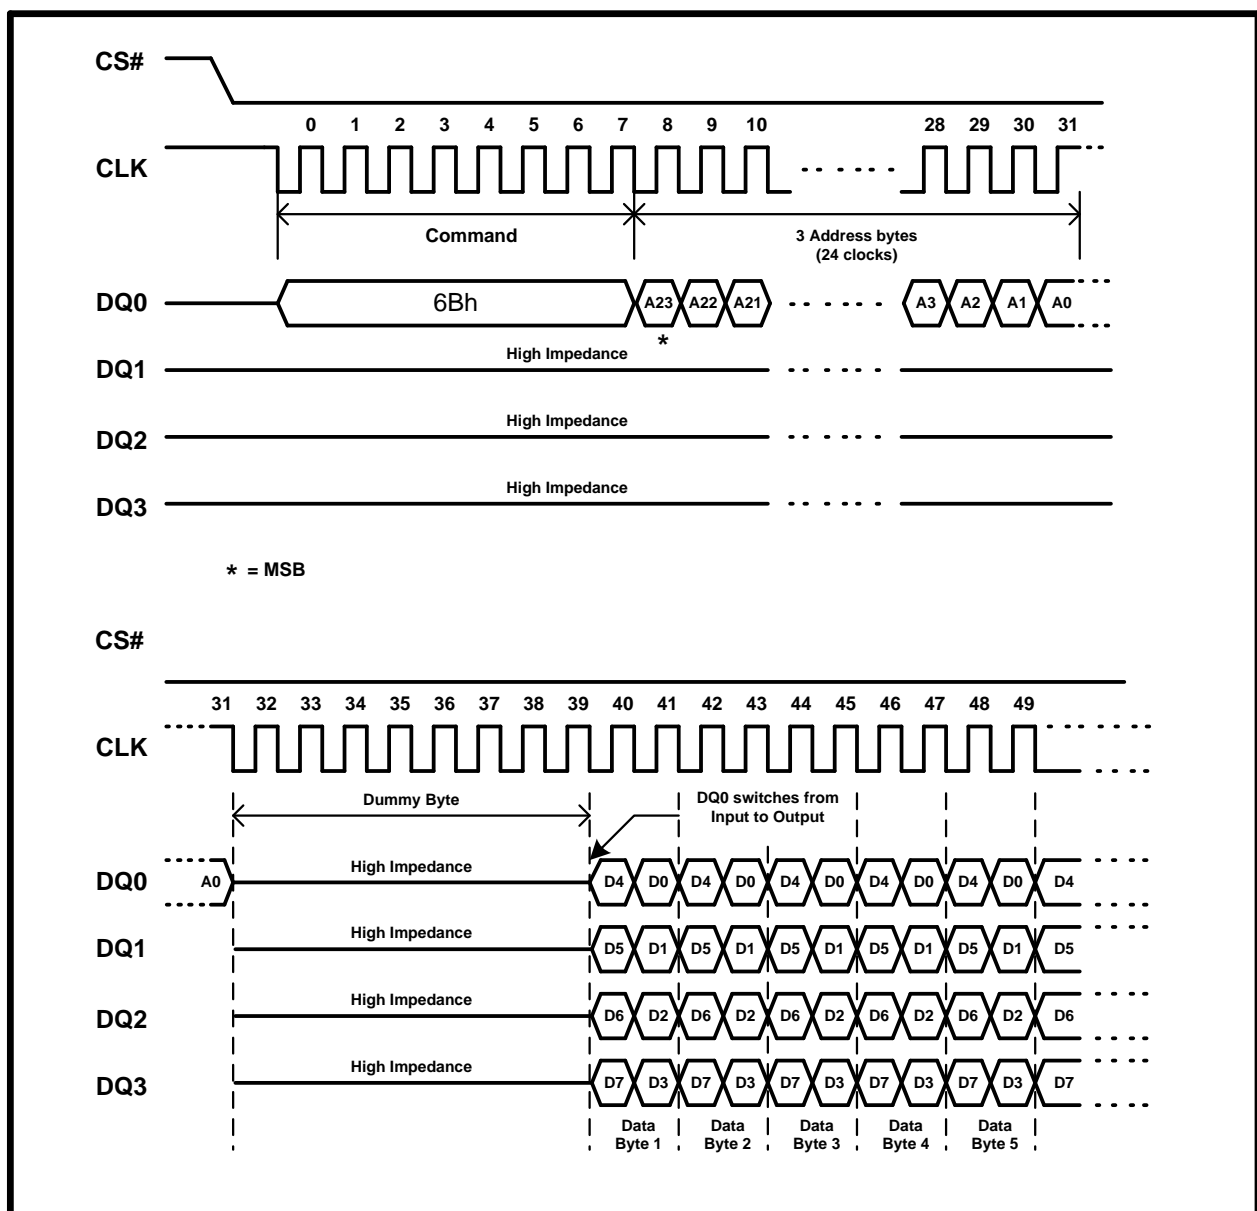 CS#
0 1 2 3 4 5 6 7 8 9 10 28 29 30 31
CLK
Command
3 Address bytes
(24 clocks)
DQ0 6Bh A23 A22 A21 A3 A2 A1 A0
*
High Impedance
DQ1
High Impedance
DQ2
High Impedance
DQ3
* = MSB
CS#
31 32 33 34 35 36 37 38 39 40 41 42 43 44 45 46 47 48 49
CLK
Dummy Byte
DQ0 switches from
Input to Output
High Impedance
DQ0 A0 D4 D0 D4 D0 D4 D0 D4 D0 D4 D0 D4
High Impedance
DQ1 D5 D1 D5 D1 D5 D1 D5 D1 D5 D1 D5
High Impedance
DQ2 D6 D2 D6 D2 D6 D2 D6 D2 D6 D2 D6
High Impedance
DQ3 D7 D3 D7 D3 D7 D3 D7 D3 D7 D3 D7
Data Data Data Data Data
Byte 1 Byte 2 Byte 3 Byte 4 Byte 5